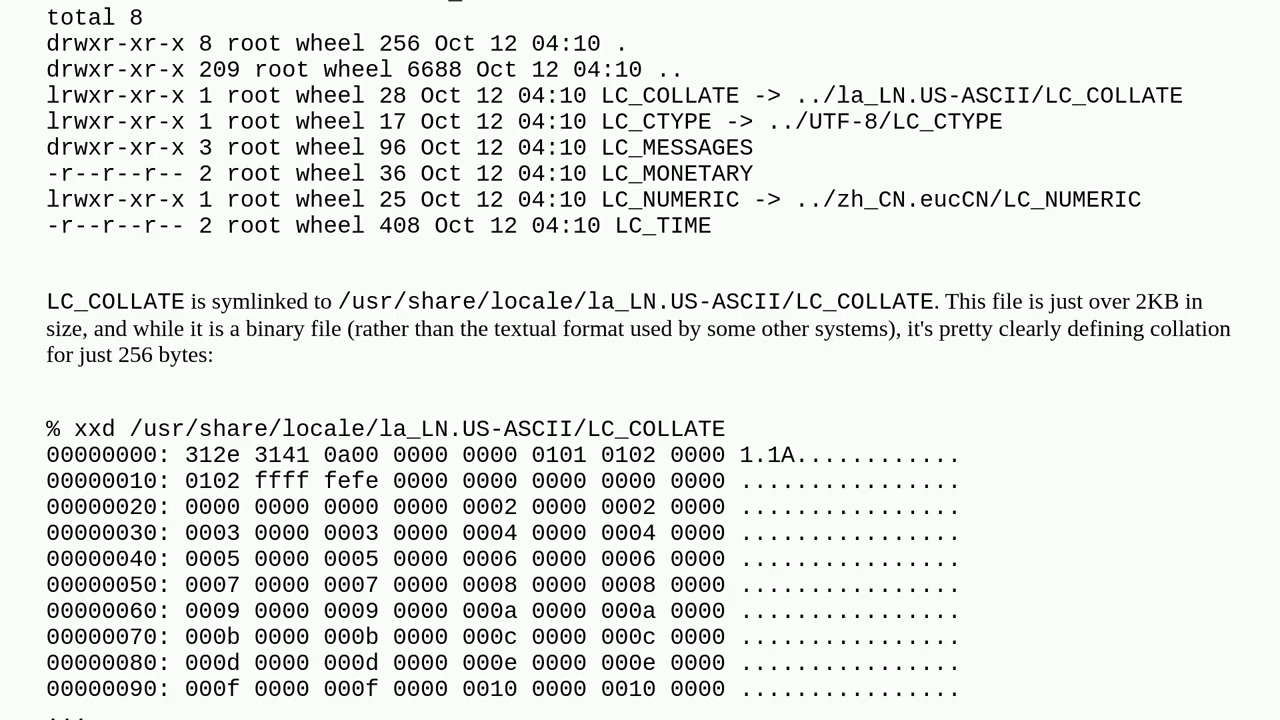 total 8
drwxr-xr-x 8 root wheel 256 Oct 12 04:10 .
drwxr-xr-x 209 root wheel 6688 Oct 12 04:10 ..
lrwxr-xr-x 1 root wheel 28 Oct 12 04:10 LC_COLLATE -> ../la_LN.US-ASCII/LC_COLLATE
lrwxr-xr-x 1 root wheel 17 Oct 12 04:10 LC_CTYPE -> ../UTF-8/LC_CTYPE
drwxr-xr-x 3 root wheel 96 Oct 12 04:10 LC_MESSAGES
-r--r--r-- 2 root wheel 36 Oct 12 04:10 LC_MONETARY
lrwxr-xr-x 1 root wheel 25 Oct 12 04:10 LC_NUMERIC -> ../zh_CN.eucCN/LC_NUMERIC
-r--r--r-- 2 root wheel 408 Oct 12 04:10 LC_TIME
LC_COLLATE is symlinked to /usr/share/locale/la_LN.US-ASCII/LC_COLLATE. This file is just over 2KB in
size, and while it is a binary file (rather than the textual format used by some other systems), it's pretty clearly defining collation
for just 256 bytes:
% xxd /usr/share/locale/la_LN.US-ASCII/LC_COLLATE
00000000: 312e 3141 0a00 0000 0000 0101 0102 0000 1.1A............
00000010: 0102 ffff fefe 0000 0000 0000 0000 0000 ................
00000020: 0000 0000 0000 0000 0002 0000 0002 0000 ................
00000030: 0003 0000 0003 0000 0004 0000 0004 0000 ................
00000040: 0005 0000 0005 0000 0006 0000 0006 0000 ................
00000050: 0007 0000 0007 0000 0008 0000 0008 0000 ................
00000060: 0009 0000 0009 0000 000a 0000 000a 0000 ................
00000070: 000b 0000 000b 0000 000c 0000 000c 0000 ................
00000080: 000d 0000 000d 0000 000e 0000 000e 0000 ................
00000090: 000f 0000 000f 0000 0010 0000 0010 0000 ................
...